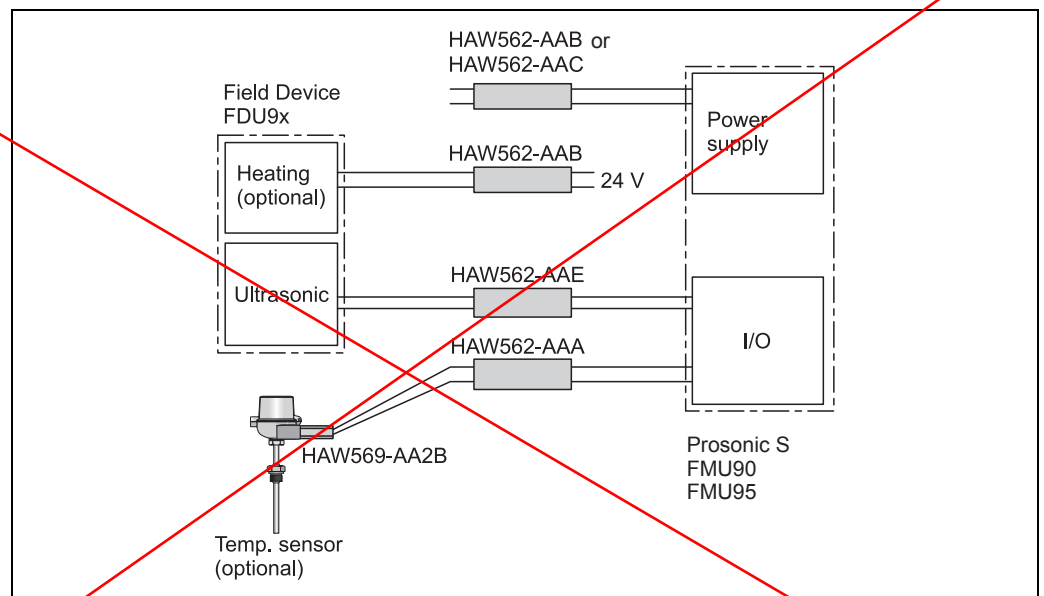 HAW562-AAB or
HAW562-AAC
Field Device
FDU9x
Power
supply
HAW562-AAB
Heating
(optional)
24 V
HAW562-AAE
Ultrasonic
I/O
HAW562-AAA
HAW569-AA2B
Prosonic S
FMU90
FMU95
Temp. sensor
(optional)